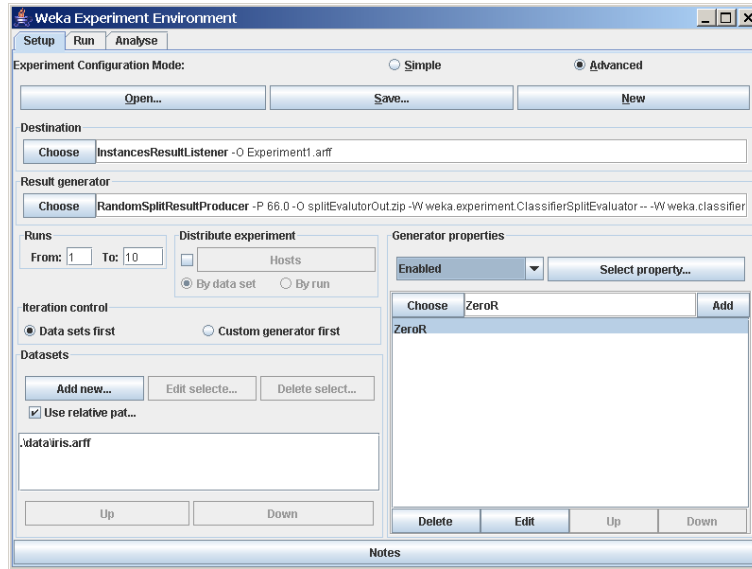 Weka Experiment Environment
Setup Run Analyse
Experiment Configuration Mode: Simple Advanced
Open... Save... New
Destination
Choose InstancesResultListener -O Experiment1.arff
Result generator
Choose RandomSplitResultProducer -P 66.0 -O splitEvalutorOut.zip -W weka.experiment.ClassifierSplitEvaluator -- -W weka.classifier
Runs
From: 1 To: 10
Distribute experiment
Hosts
By data set By run
Generator properties
Enabled Select property...
Iteration control
Data sets first Custom generator first
Choose ZeroR Add
ZeroR
Datasets
Add new... Edit selecte... Delete select...
Use relative pat...
.\data\iris.arff
Up Down
Delete Edit Up Down
Notes